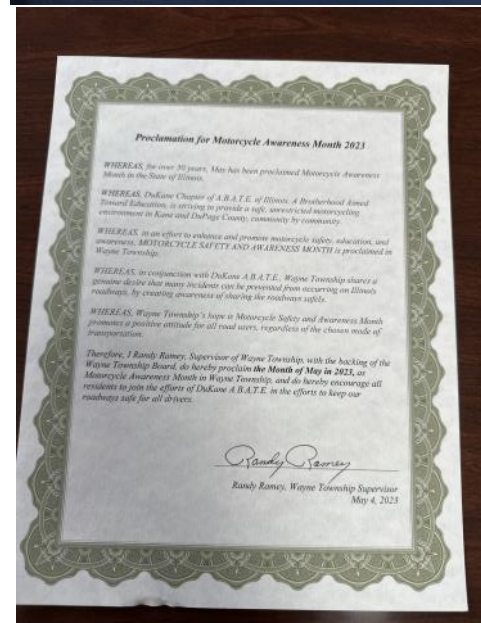 Proclamation for Motorcycle Awareness Month 2023
WHEREAS, for over 30 years, May has been proclaimed Motorcycle Awareness
Month in the State of Illinois.
WHEREAS, DuKane Chapter of A.B.A.T.E. of Illinois, A Brotherhood Aimed
Toward Education, is striving to provide a safe, unrestricted motorcycling
environment in Kane and DuPage County, community by community.
WHEREAS, in an effort to enhance and promote motorcycle safety, education, and
awareness, MOTORCYCLE SAFETY AND AWARENESS MONTH is proclaimed in
Wayne Township.
WHEREAS, in conjunction with DuKane A.B.A.T.E., Wayne Township shares a
genuine desire that many incidents can be prevented from occurring on Illinois
roadways, by creating awareness of sharing the roadways safely.
WHEREAS, Wayne Township's hope is Motorcycle Safety and Awareness Month
promotes a positive attitude for all road users, regardless of the chosen mode of
transportation.
Therefore, I Randy Ramey, Supervisor of Wayne Township, with the backing of the
Wayne Township Board, do hereby proclaim the Month of May in 2023, as
Motorcycle Awareness Month in Wayne Township, and do hereby encourage all
residents to join the efforts of DuKane A.B.A.T.E. in the efforts to keep our
roadways safe for all drivers.
Randy Ramey
Randy Ramey, Wayne Township Supervisor
May 4, 2023